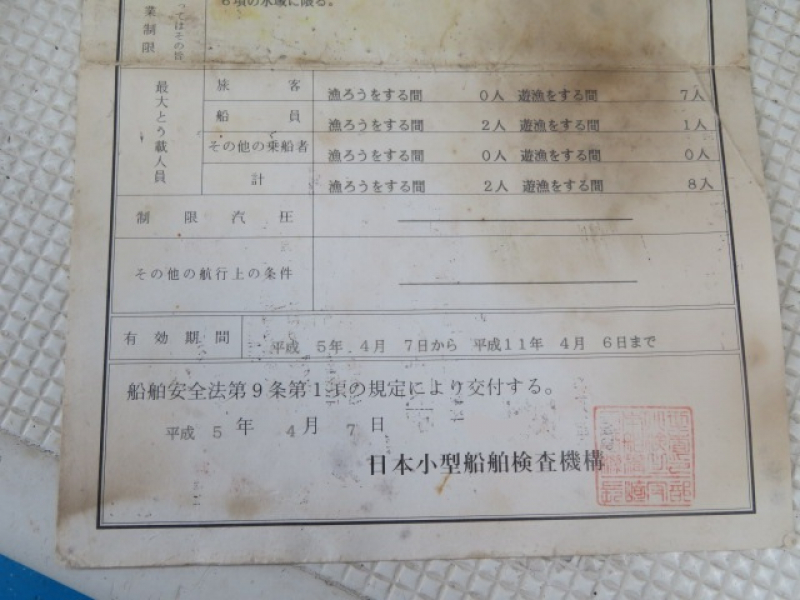 ってはその旨
業制限
6項の水域に限る。
最大とう載人員
旅客 漁ろうをする間 0人 遊漁をする間 7人
船員 漁ろうをする間 2人 遊漁をする間 1人
その他の乗船者 漁ろうをする間 0人 遊漁をする間 0人
計 漁ろうをする間 2人 遊漁をする間 8人
制限汽圧
その他の航行上の条件
有効期間 平成 5年 4月 7日から 平成11年 4月 6日まで
船舶安全法第9条第1項の規定により交付する。
平成 5年 4月 7日
日本小型船舶検査機構